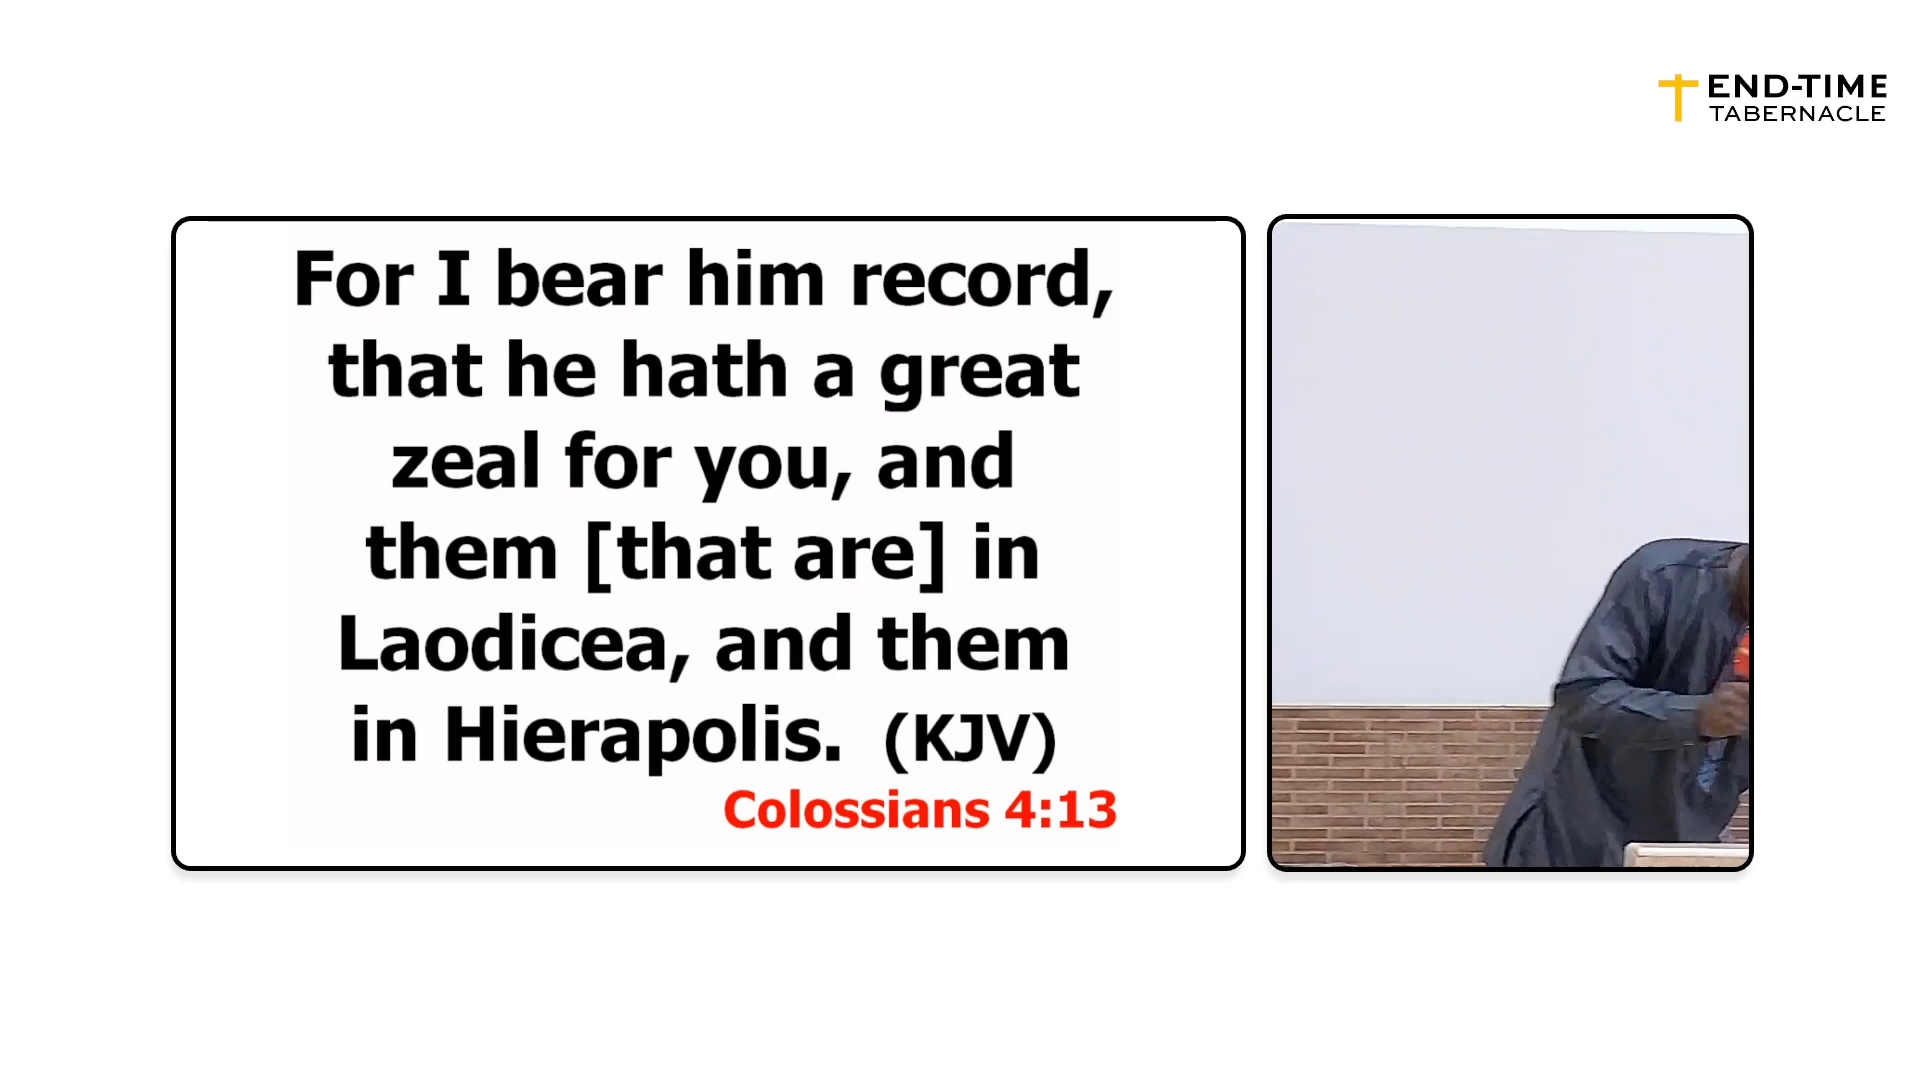 END-TIME
TABERNACLE
For I bear him record,
that he hath a great
zeal for you, and
them [that are] in
Laodicea, and them
in Hierapolis. (KJV)
Colossians 4:13